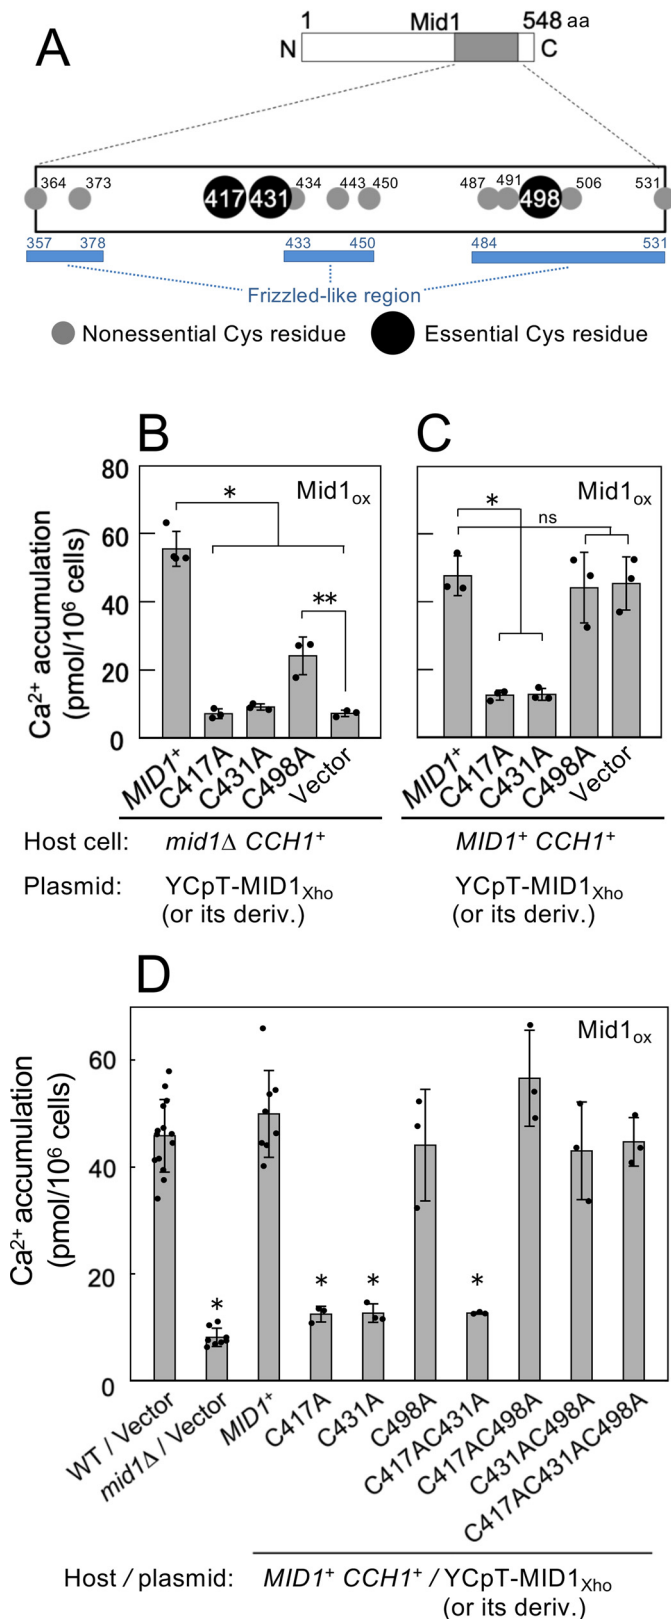 A
1 Mid1 548 aa
N C
364 373 417 431 434 443 450 487 491 498 506 531
357 378 433 450 484 531
Frizzled-like region
Nonessential Cys residue Essential Cys residue
B
Ca2+ accumulation
(pmol/10^6 cells)
80
60
40
20
0
Mid1ox
*
**
MID1+
C417A
C431A
C498A
Vector
C
Mid1ox
*
ns
MID1+
C417A
C431A
C498A
Vector
Host cell: mid1Δ CCH1+ MID1+ CCH1+
Plasmid: YCpT-MID1Xho YCpT-MID1Xho
(or its deriv.) (or its deriv.)
D
Ca2+ accumulation
(pmol/10^6 cells)
60
40
20
0
Mid1ox
* * * *
WT / Vector
mid1Δ / Vector
MID1+
C417A
C431A
C498A
C417AC431A
C417AC498A
C431AC498A
C417AC431AC498A
Host / plasmid: MID1+ CCH1+ / YCpT-MID1Xho
(or its deriv.)